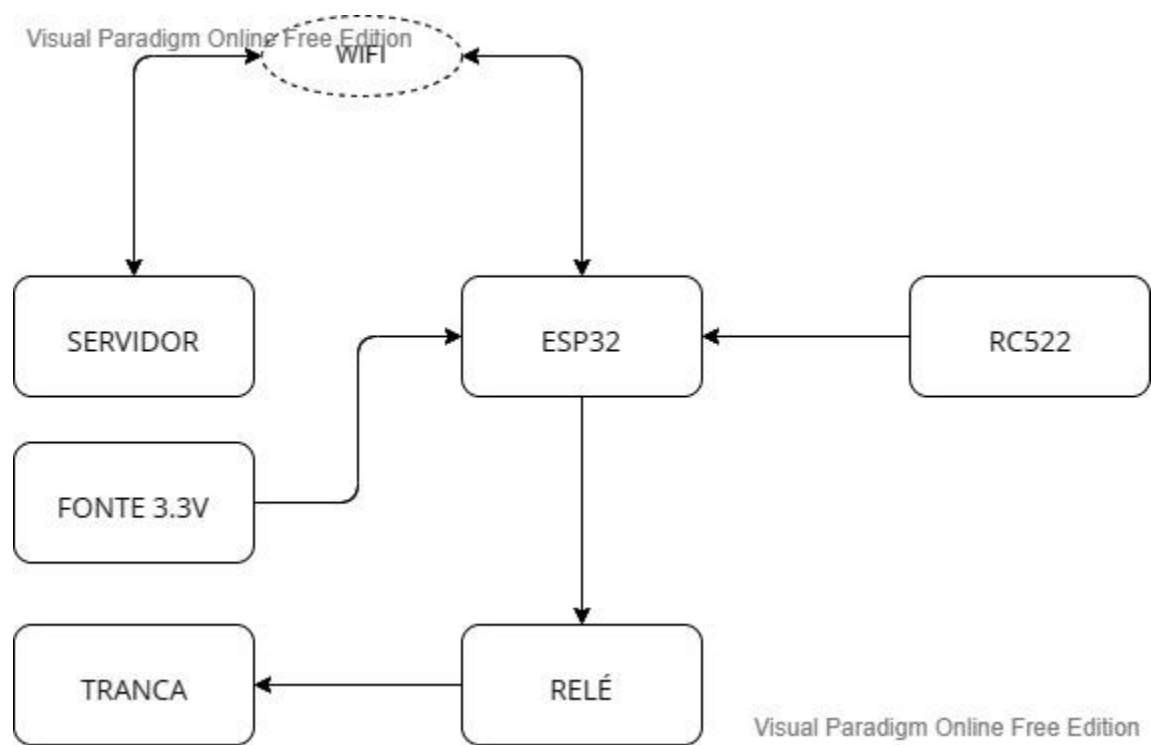 Visual Paradigm Online Free Edition
WIFI
SERVIDOR
ESP32
RC522
FONTE 3.3V
TRANCA
RELÉ
Visual Paradigm Online Free Edition